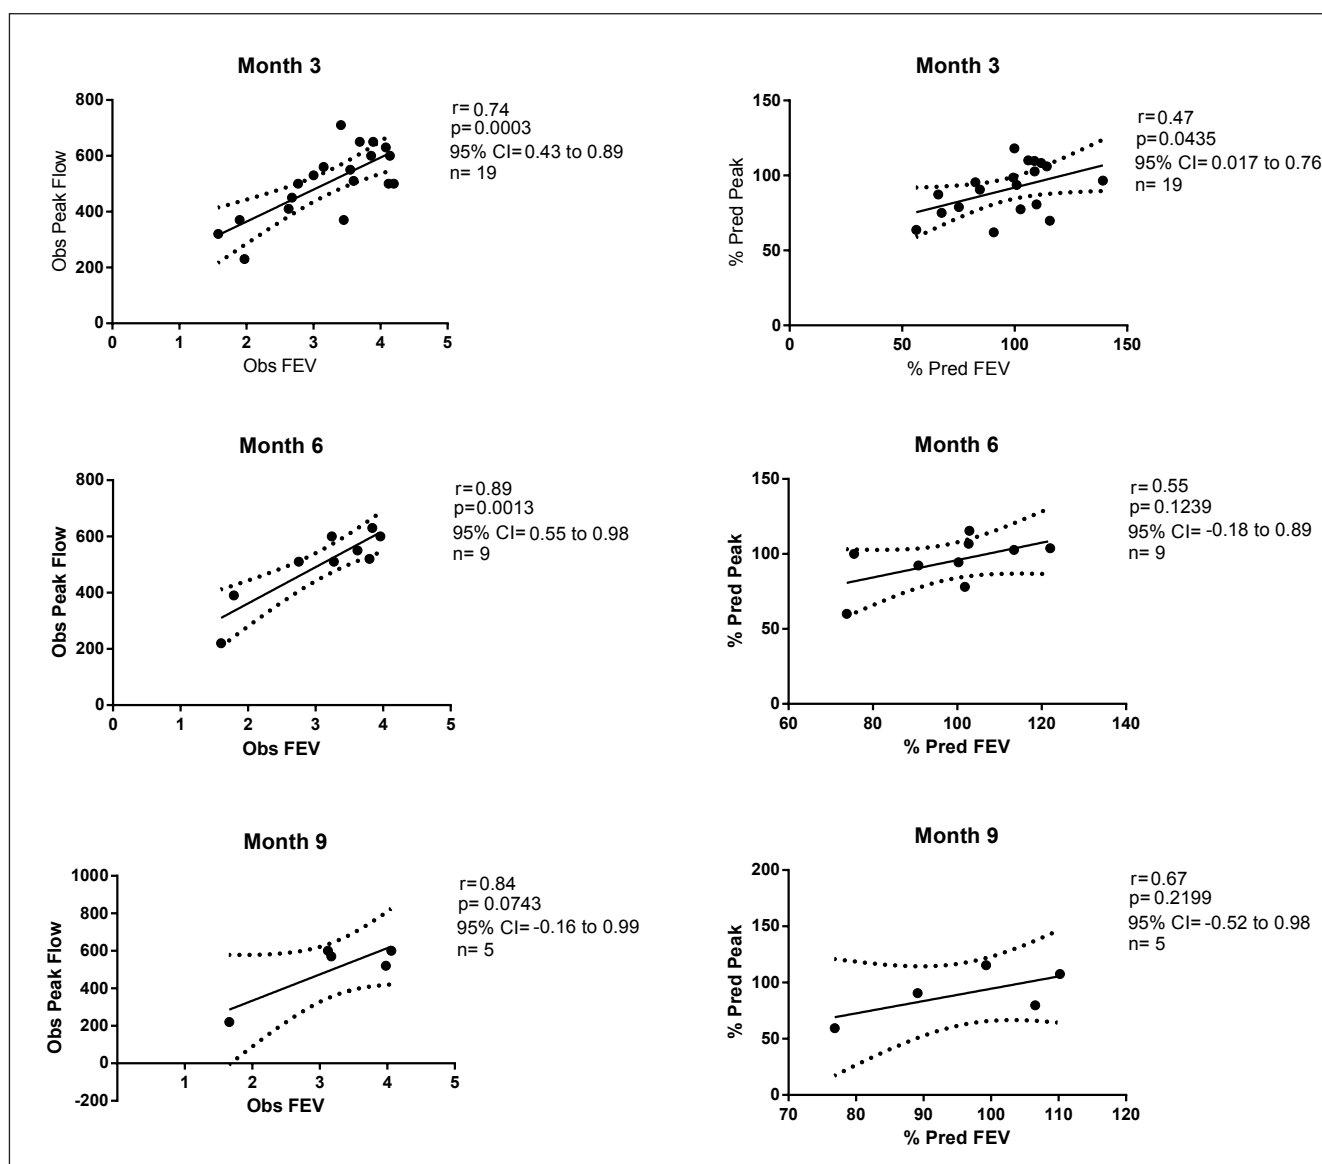 Month 3
800
600
400
200
0
0 1 2 3 4 5
Obs Peak Flow
Obs FEV
r= 0.74
p= 0.0003
95% CI= 0.43 to 0.89
n= 19
Month 3
150
100
50
0
0 50 100 150
% Pred Peak
% Pred FEV
r= 0.47
p= 0.0435
95% CI= 0.017 to 0.76
n= 19
Month 6
800
600
400
200
0
0 1 2 3 4 5
Obs Peak Flow
Obs FEV
r= 0.89
p= 0.0013
95% CI= 0.55 to 0.98
n= 9
Month 6
150
100
50
0
60 80 100 120 140
% Pred Peak
% Pred FEV
r= 0.55
p= 0.1239
95% CI= -0.18 to 0.89
n= 9
Month 9
1000
800
600
400
200
0
-200
1 2 3 4 5
Obs Peak Flow
Obs FEV
r= 0.84
p= 0.0743
95% CI= -0.16 to 0.99
n= 5
Month 9
200
150
100
50
0
70 80 90 100 110 120
% Pred Peak
% Pred FEV
r= 0.67
p= 0.2199
95% CI= -0.52 to 0.98
n= 5